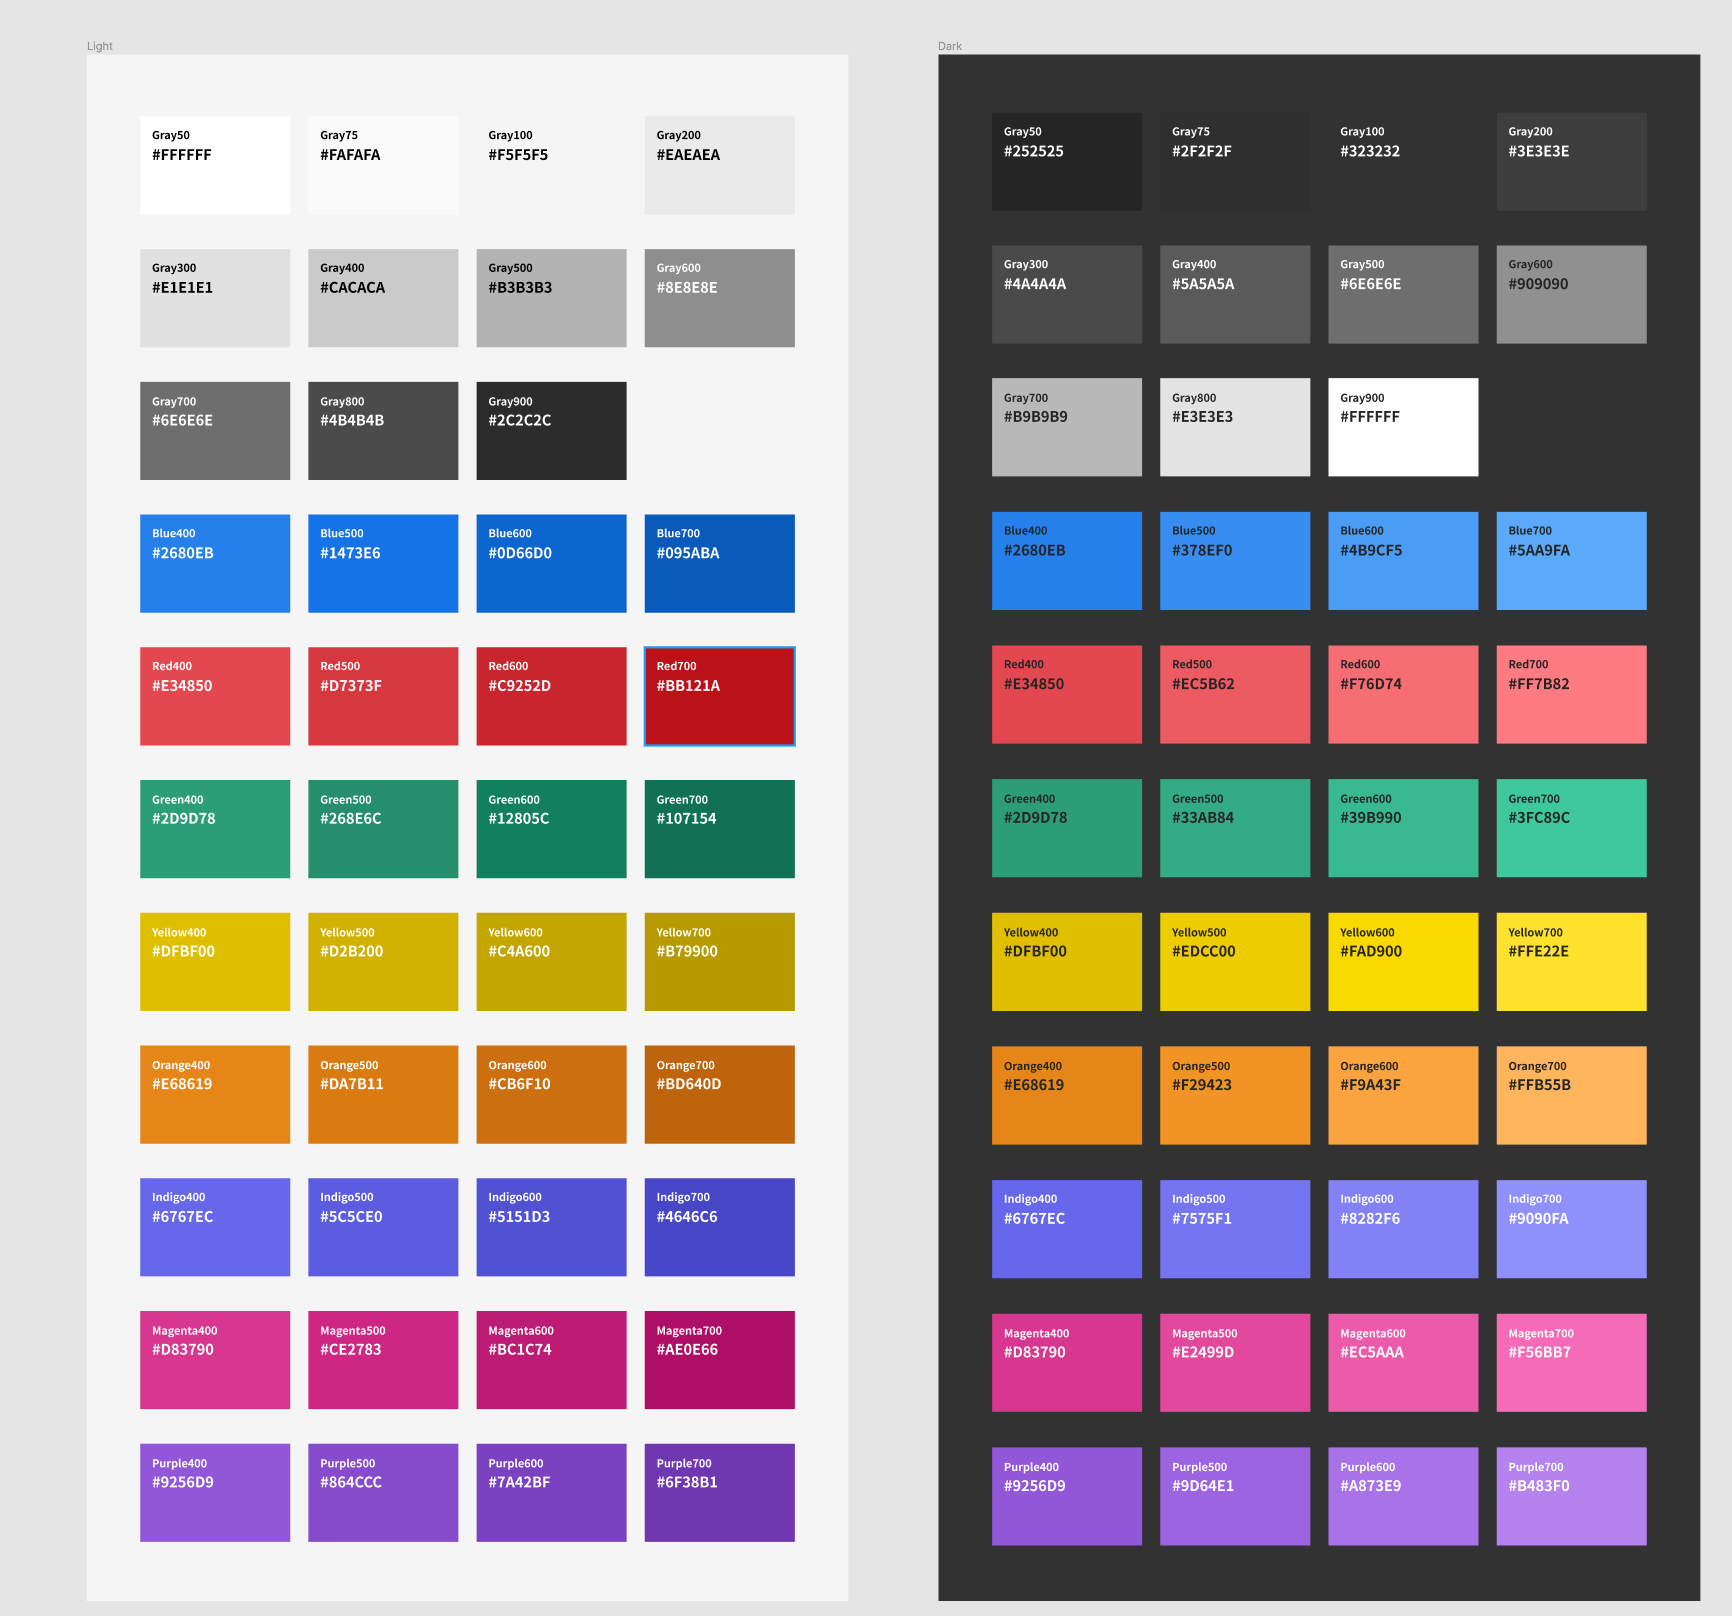 Light
Gray50
#FFFFFF
Gray75
#FAFAFA
Gray100
#F5F5F5
Gray200
#EAEAEA
Gray300
#E1E1E1
Gray400
#CACACA
Gray500
#B3B3B3
Gray600
#8E8E8E
Gray700
#6E6E6E
Gray800
#4B4B4B
Gray900
#2C2C2C
Blue400
#2680EB
Blue500
#1473E6
Blue600
#0D66D0
Blue700
#095ABA
Red400
#E34850
Red500
#D7373F
Red600
#C9252D
Red700
#BB121A
Green400
#2D9D78
Green500
#268E6C
Green600
#12805C
Green700
#107154
Yellow400
#DFBF00
Yellow500
#D2B200
Yellow600
#C4A600
Yellow700
#B79900
Orange400
#E68619
Orange500
#DA7B11
Orange600
#CB6F10
Orange700
#BD640D
Indigo400
#6767EC
Indigo500
#5C5CE0
Indigo600
#5151D3
Indigo700
#4646C6
Magenta400
#D83790
Magenta500
#CE2783
Magenta600
#BC1C74
Magenta700
#AE0E66
Purple400
#9256D9
Purple500
#864CCC
Purple600
#7A42BF
Purple700
#6F38B1
Dark
Gray50
#252525
Gray75
#2F2F2F
Gray100
#323232
Gray200
#3E3E3E
Gray300
#4A4A4A
Gray400
#5A5A5A
Gray500
#6E6E6E
Gray600
#909090
Gray700
#B9B9B9
Gray800
#E3E3E3
Gray900
#FFFFFF
Blue400
#2680EB
Blue500
#378EF0
Blue600
#4B9CF5
Blue700
#5AA9FA
Red400
#E34850
Red500
#EC5B62
Red600
#F76D74
Red700
#FF7B82
Green400
#2D9D78
Green500
#33AB84
Green600
#39B990
Green700
#3FC89C
Yellow400
#DFBF00
Yellow500
#EDCC00
Yellow600
#FAD900
Yellow700
#FFE22E
Orange400
#E68619
Orange500
#F29423
Orange600
#F9A43F
Orange700
#FFB55B
Indigo400
#6767EC
Indigo500
#7575F1
Indigo600
#8282F6
Indigo700
#9090FA
Magenta400
#D83790
Magenta500
#E2499D
Magenta600
#EC5AAA
Magenta700
#F56BB7
Purple400
#9256D9
Purple500
#9D64E1
Purple600
#A873E9
Purple700
#B483F0